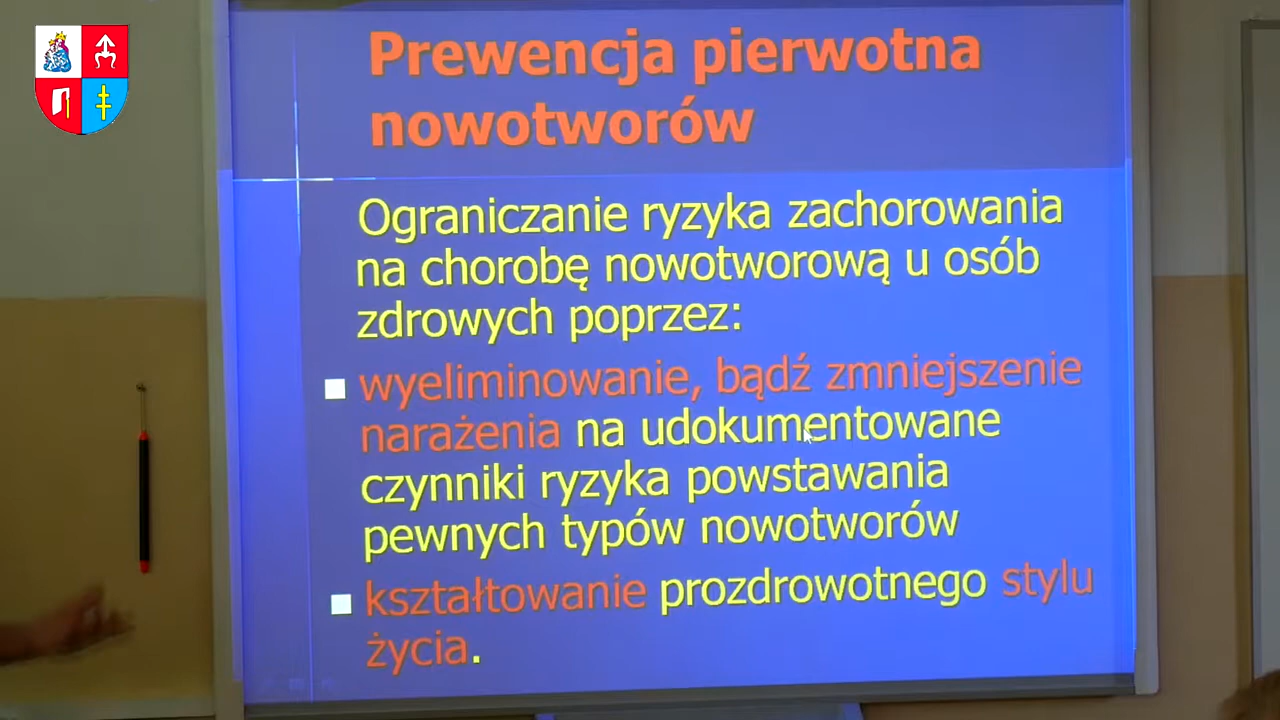 Prewencja pierwotna
nowotworów
Ograniczanie ryzyka zachorowania
na chorobę nowotworową u osób
zdrowych poprzez:
wyeliminowanie, bądź zmniejszenie
narażenia na udokumentowane
czynniki ryzyka powstawania
pewnych typów nowotworów
kształtowanie prozdrowotnego stylu
życia.